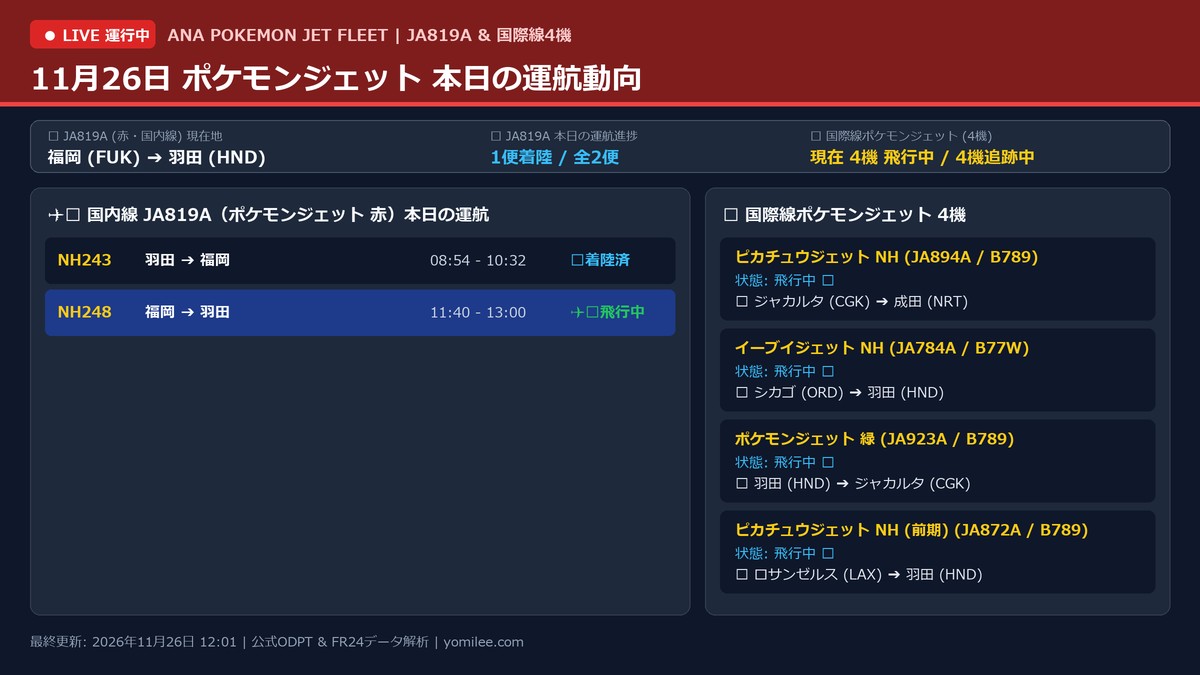 ● LIVE 運行中 ANA POKEMON JET FLEET | JA819A & 国際線4機
11月26日 ポケモンジェット 本日の運航動向
□ JA819A (赤・国内線) 現在地
福岡 (FUK) → 羽田 (HND)
□ JA819A 本日の運航進捗
1便着陸 / 全2便
□ 国際線ポケモンジェット (4機)
現在 4機 飛行中 / 4機追跡中
✈□ 国内線 JA819A（ポケモンジェット 赤）本日の運航
NH243 羽田 → 福岡 08:54 - 10:32 □着陸済
NH248 福岡 → 羽田 11:40 - 13:00 ✈□飛行中
□ 国際線ポケモンジェット 4機
ピカチュウジェット NH (JA894A / B789)
状態: 飛行中 □
□ ジャカルタ (CGK) → 成田 (NRT)
イーブイジェット NH (JA784A / B77W)
状態: 飛行中 □
□ シカゴ (ORD) → 羽田 (HND)
ポケモンジェット 緑 (JA923A / B789)
状態: 飛行中 □
□ 羽田 (HND) → ジャカルタ (CGK)
ピカチュウジェット NH (前期) (JA872A / B789)
状態: 飛行中 □
□ ロサンゼルス (LAX) → 羽田 (HND)
最終更新: 2026年11月26日 12:01 | 公式ODPT & FR24データ解析 | yomilee.com